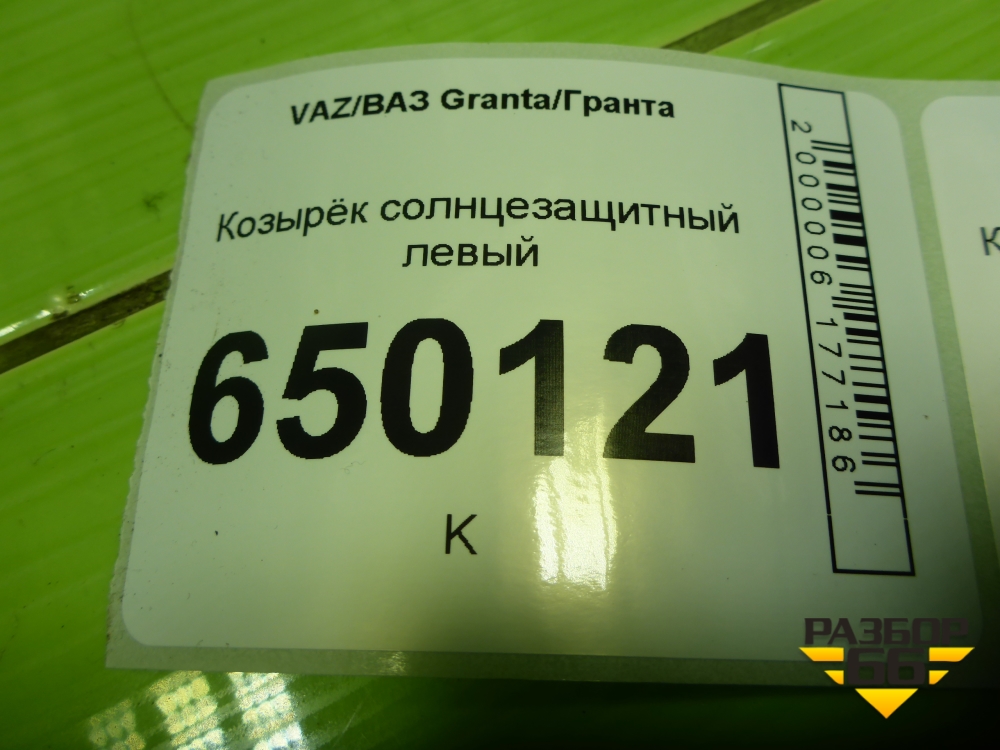 VAZ/ВАЗ Granta/Гранта
Козырёк солнцезащитный
левый
650121
К
2000006177186
К
РАЗБОР
66